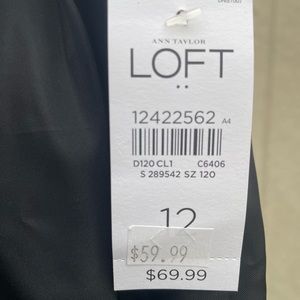 ANN TAYLOR
LOFT
12422562 A4
D120 CL1 C6406
S 289542 SZ 120
12
$59.99
$69.99